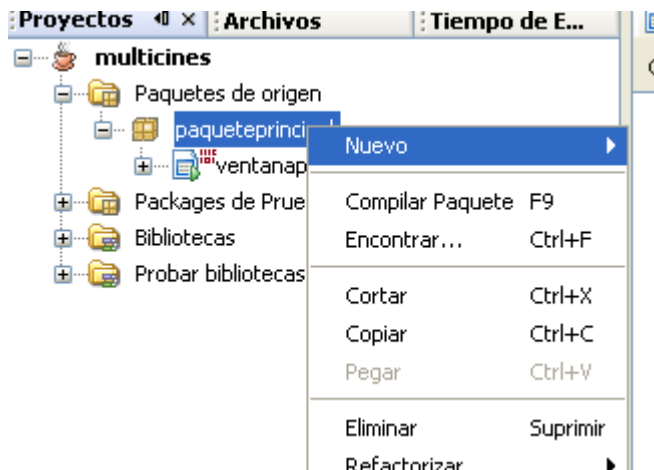 Proyectos Archivos Tiempo de E...
multicines
Paquetes de origen
Nuevo
Compilar Paquete F9
Packages de Prue
Encontrar... Ctrl+F
Bibliotecas
Probar bibliotecas
Cortar Ctrl+X
Copiar Ctrl+C
Pegar Ctrl+V
Eliminar Suprimir
Refactorizar